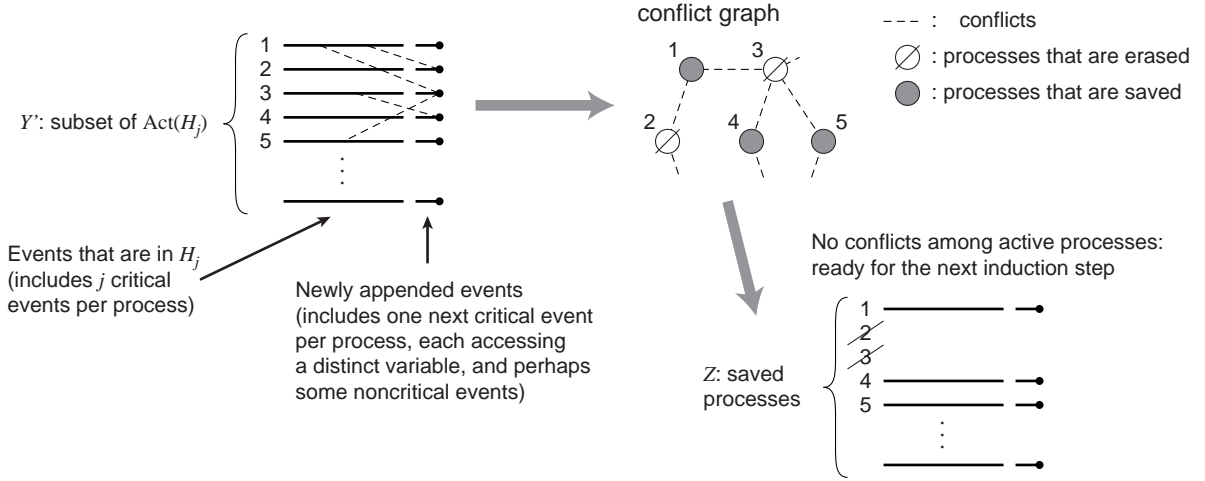 conflict graph
1
2
3
4
5
Y’: subset of Act(H_j)
1
3
2
4
5
: conflicts
: processes that are erased
: processes that are saved
Events that are in H_j
(includes j critical
events per process)
Newly appended events
(includes one next critical event
per process, each accessing
a distinct variable, and perhaps
some noncritical events)
No conflicts among active processes:
ready for the next induction step
1
2
3
4
5
Z: saved
processes